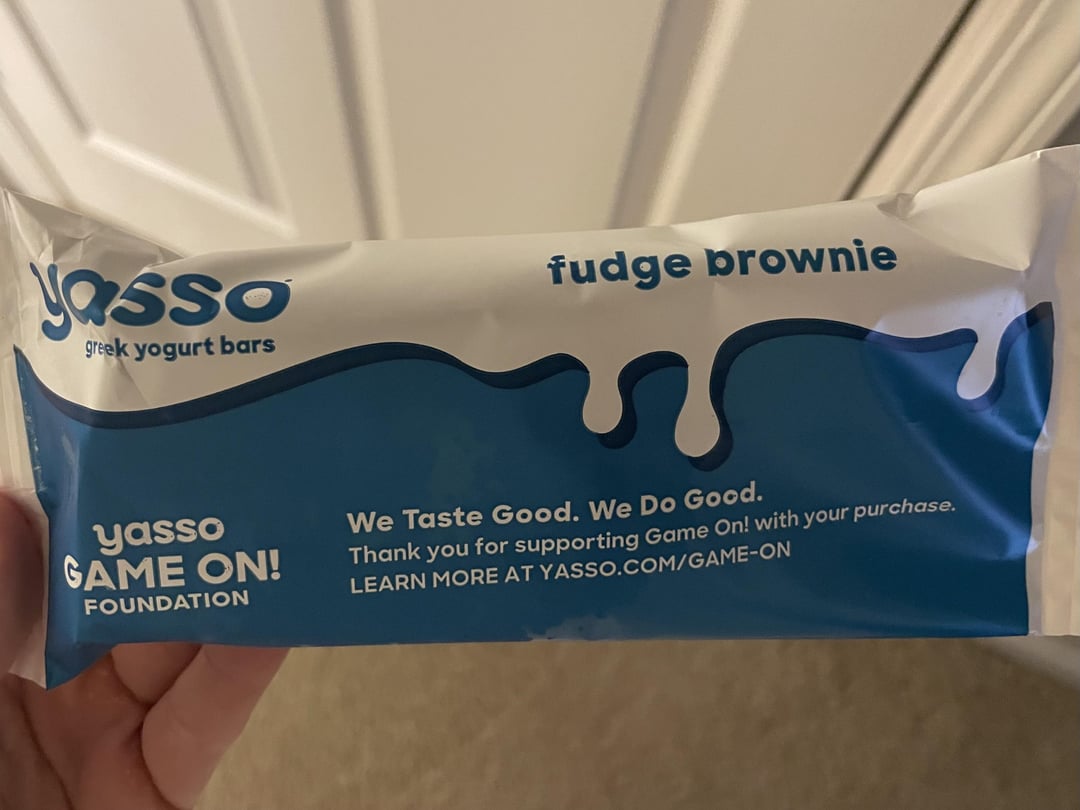 yasso
greek yogurt bars
fudge brownie
yasso
GAME ON!
FOUNDATION
We Taste Good. We Do Good.
Thank you for supporting Game On! with your purchase.
LEARN MORE AT YASSO.COM/GAME-ON